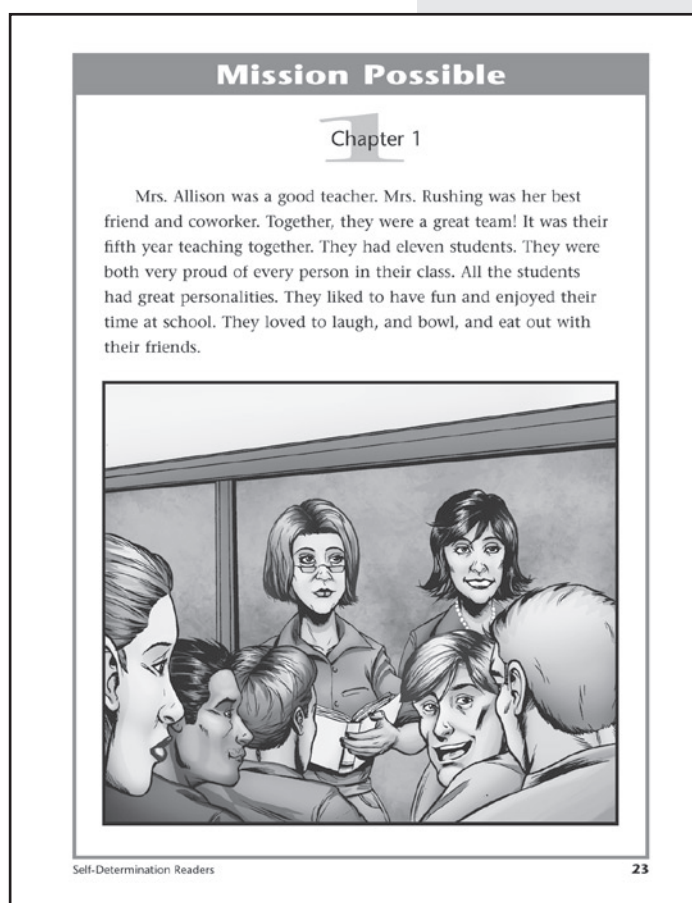 Mission Possible
1
Chapter 1
Mrs. Allison was a good teacher. Mrs. Rushing was her best
friend and coworker. Together, they were a great team! It was their
fifth year teaching together. They had eleven students. They were
both very proud of every person in their class. All the students
had great personalities. They liked to have fun and enjoyed their
time at school. They loved to laugh, and bowl, and eat out with
their friends.
Self-Determination Readers
23